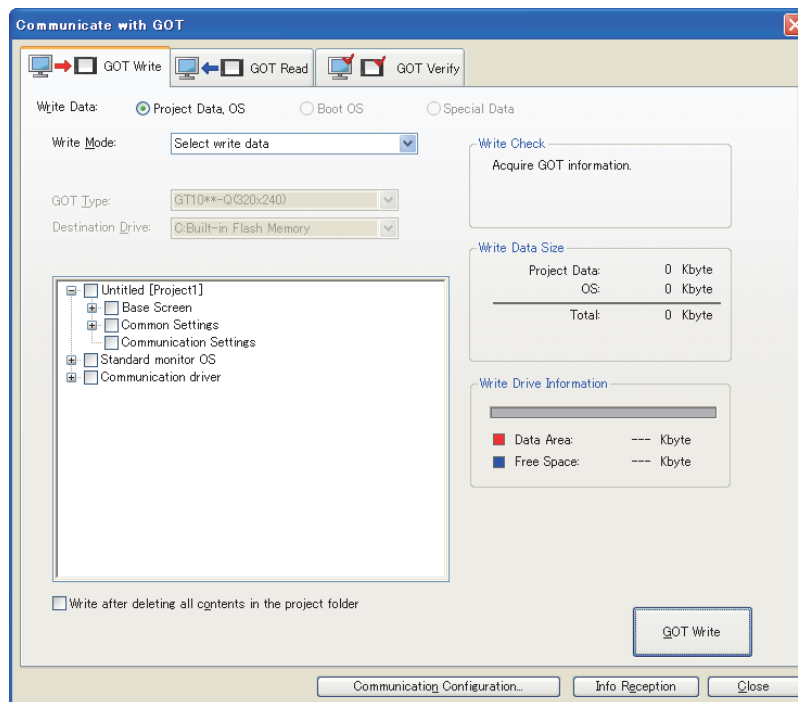 Communicate with GOT
GOT Write
GOT Read
GOT Verify
Write Data:
Project Data, OS
Boot OS
Special Data
Write Mode:
Select write data
GOT Type:
GT10**-Q(320x240)
Destination Drive:
C:Built-in Flash Memory
Untitled [Project1]
Base Screen
Common Settings
Communication Settings
Standard monitor OS
Communication driver
Write after deleting all contents in the project folder
Write Check
Acquire GOT information.
Write Data Size
Project Data: 0 Kbyte
OS: 0 Kbyte
Total: 0 Kbyte
Write Drive Information
Data Area: --- Kbyte
Free Space: --- Kbyte
GOT Write
Communication Configuration...
Info Reception
Close